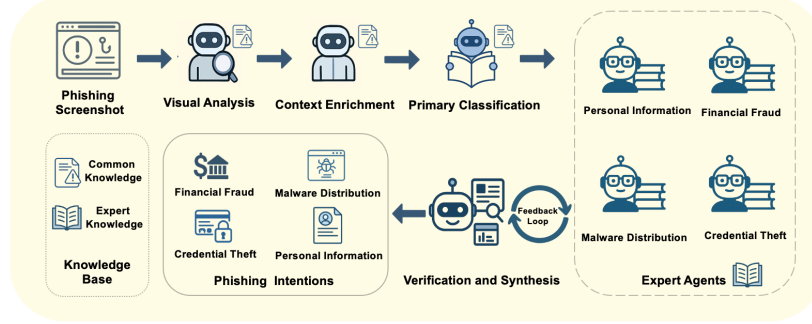 Phishing
Screenshot
Visual Analysis
Context Enrichment
Primary Classification
Personal Information
Financial Fraud
Malware Distribution
Credential Theft
Expert Agents
Feedback
Loop
Verification and Synthesis
Financial Fraud
Malware Distribution
Credential Theft
Personal Information
Phishing Intentions
Common
Knowledge
Expert
Knowledge
Knowledge
Base